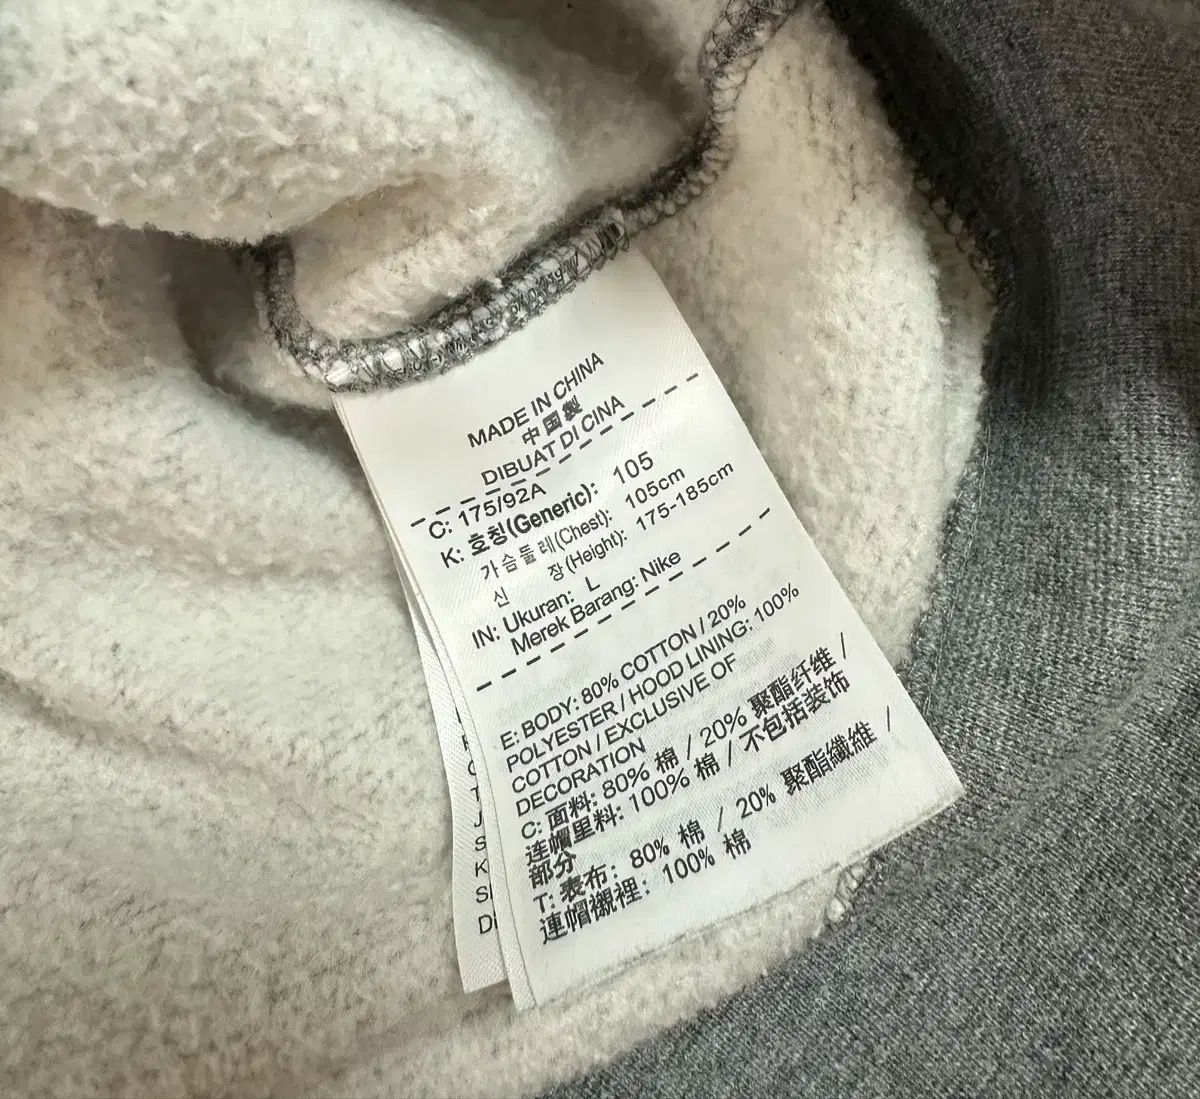 MADE IN CHINA
中国製
DIBUAT DI CINA
C: 175/92A
K: 호칭(Generic): 105
가슴둘레(Chest): 105cm
신 장(Height): 175-185cm
IN: Ukuran: L
Merek Barang: Nike
E: BODY: 80% COTTON / 20%
POLYESTER / HOOD LINING: 100%
COTTON / EXCLUSIVE OF
DECORATION
C: 面料: 80% 棉 / 20% 聚酯纤维 /
连帽里料: 100% 棉 / 不包括装饰
部分
T: 表布: 80% 棉 / 20% 聚酯纖維 /
連帽襯裡: 100% 棉